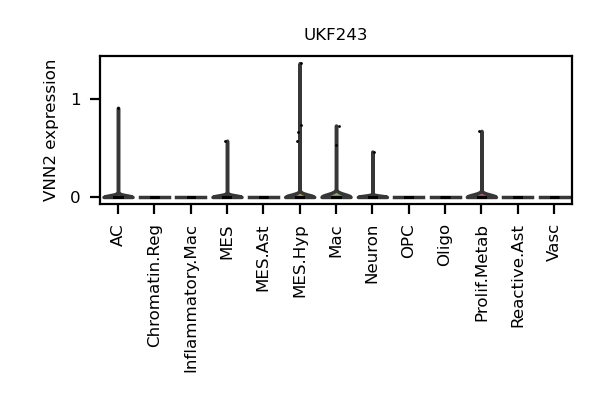 UKF243
VNN2 expression
1
0
AC
Chromatin.Reg
Inflammatory.Mac
MES
MES.Ast
MES.Hyp
Mac
Neuron
OPC
Oligo
Prolif.Metab
Reactive.Ast
Vasc